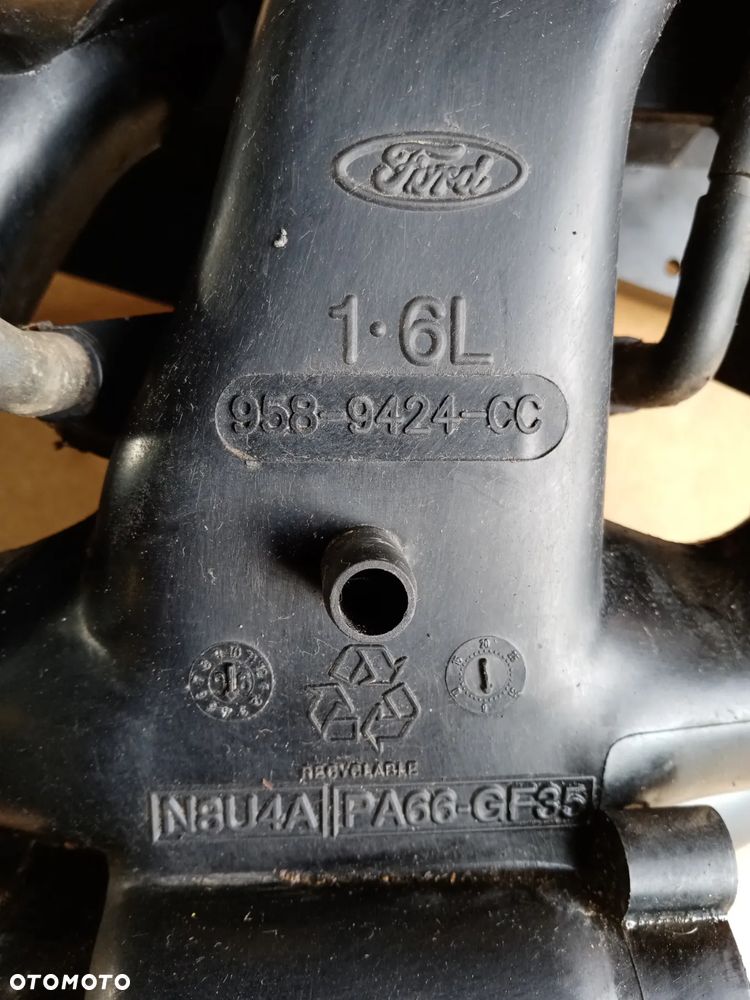 Ford
1·6L
958-9424-CC
RECYCLABLE
N8U4A PA66-GF35
OTOMOTO